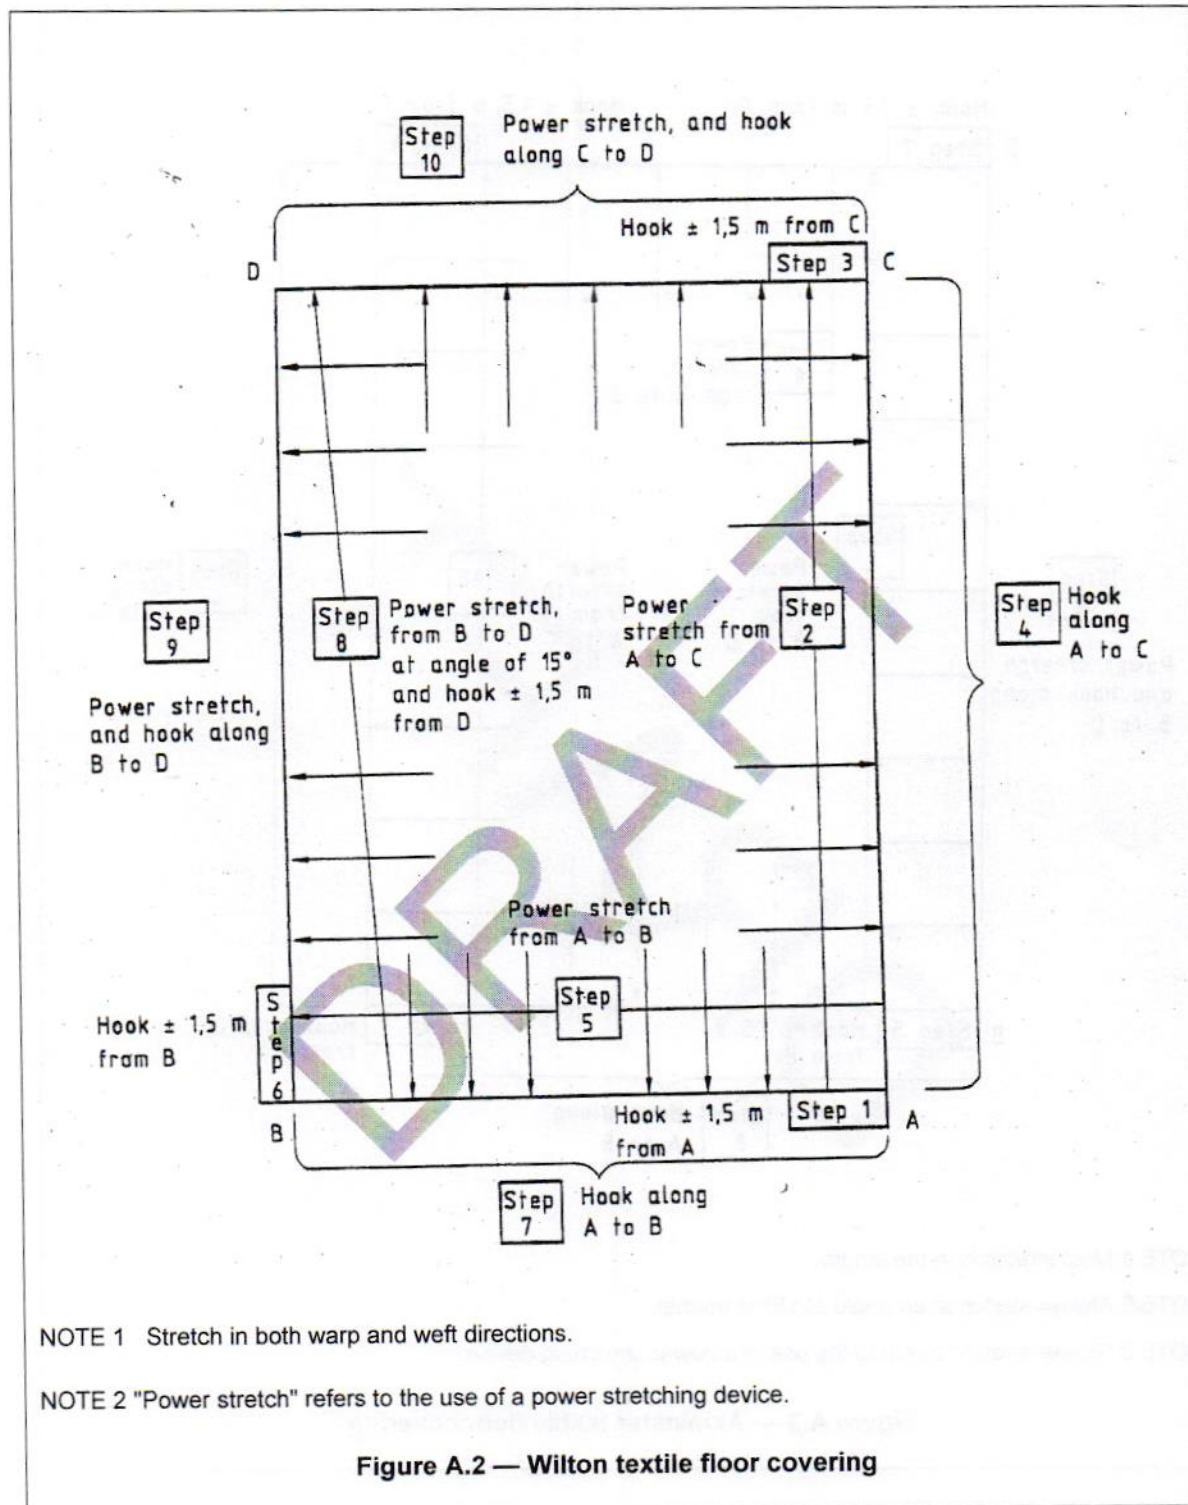 Step
10
Power stretch, and hook
along C to D
Hook ± 1,5 m from C
D
Step 3
C
Step
9
Power stretch,
and hook along
B to D
Step
8
Power stretch,
from B to D
at angle of 15°
and hook ± 1,5 m
from D
Power
stretch from
A to C
Step
2
Step
4
Hook
along
A to C
DRAFT
Power stretch
from A to B
Step
5
Hook ± 1,5 m
from B
Step 6
B
Hook ± 1,5 m
from A
Step 1
A
Step
7
Hook along
A to B
NOTE 1 Stretch in both warp and weft directions.
NOTE 2 "Power stretch" refers to the use of a power stretching device.
Figure A.2 — Wilton textile floor covering